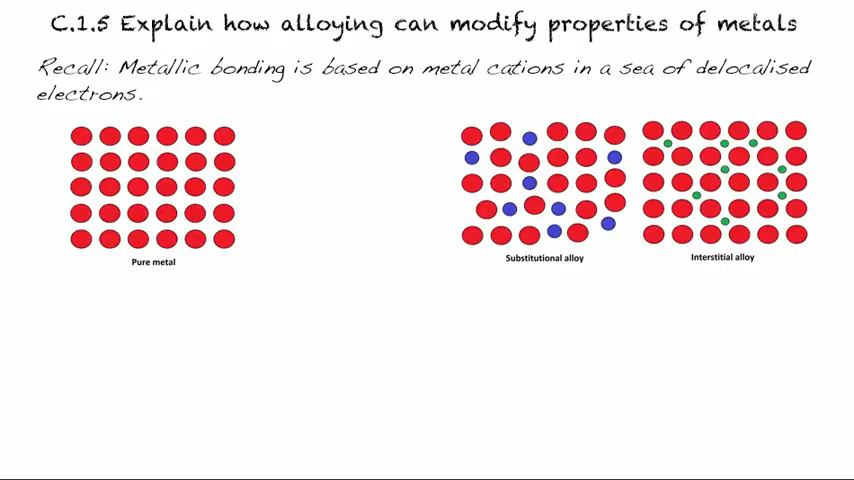 C.1.5 Explain how alloying can modify properties of metals
Recall: Metallic bonding is based on metal cations in a sea of delocalised
electrons.
Pure metal
Substitutional alloy
Interstitial alloy